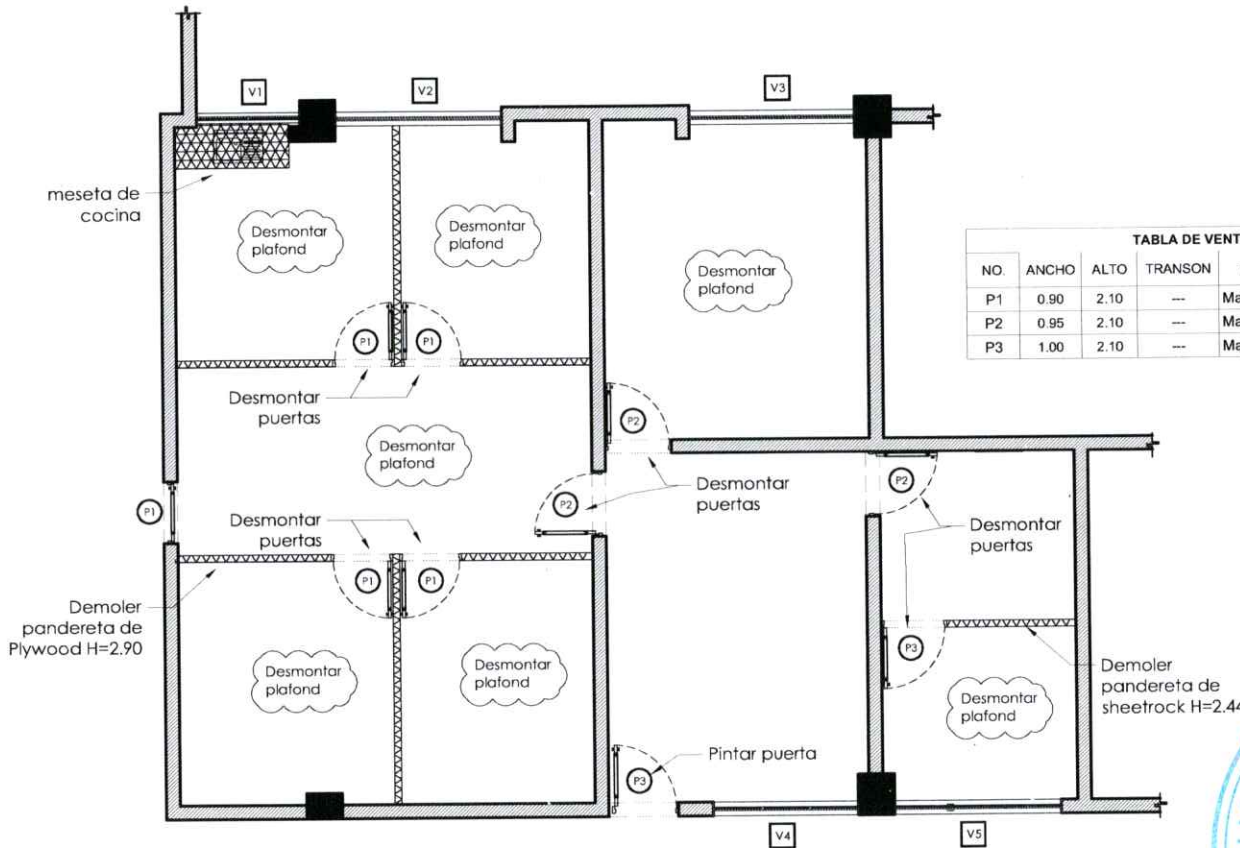 V1
V2
V3
meseta de
cocina
Desmontar
plafond
Desmontar
plafond
Desmontar
plafond
TABLA DE VENT
NO. ANCHO ALTO TRANSON
P1 0.90 2.10 --- Ma
P2 0.95 2.10 --- Ma
P3 1.00 2.10 --- Ma
P1
P1
Desmontar
puertas
P2
Desmontar
plafond
Desmontar
puertas
P2
P1
P2
Desmontar
puertas
Desmontar
puertas
P1
P1
Demoler
pandereta de
Plywood H=2.90
P3
Demoler
pandereta de
sheetrock H=2.44
Desmontar
plafond
Desmontar
plafond
Desmontar
plafond
Pintar puerta
P3
V4
V5